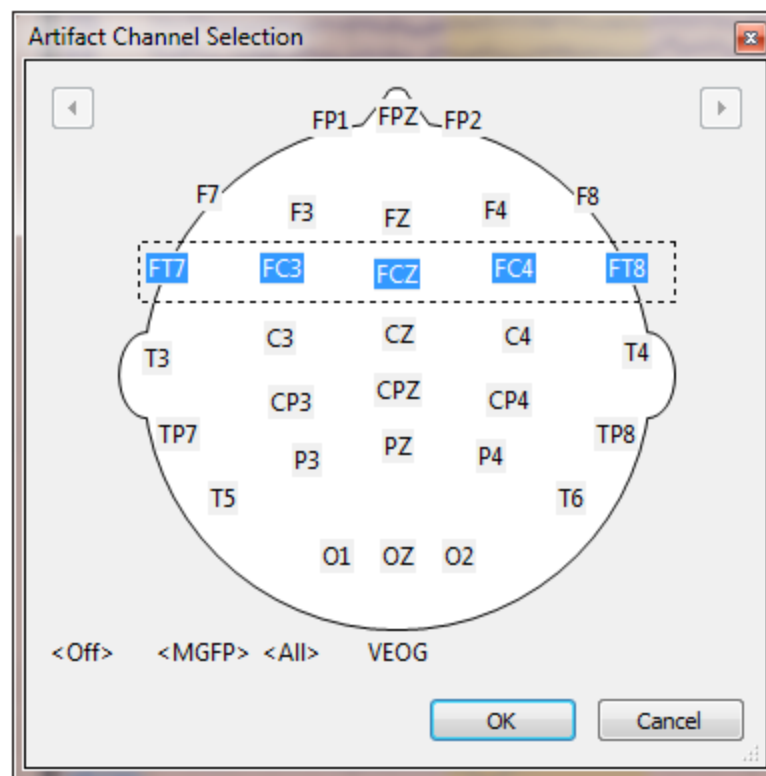 Artifact Channel Selection
FP1 FPZ FP2
F7 F3 FZ F4 F8
FT7 FC3 FCZ FC4 FT8
T3 C3 CZ C4 T4
CP3 CPZ CP4
TP7 P3 PZ P4 TP8
T5 T6
O1 OZ O2
<Off> <MGFP> <All> VEOG
OK Cancel